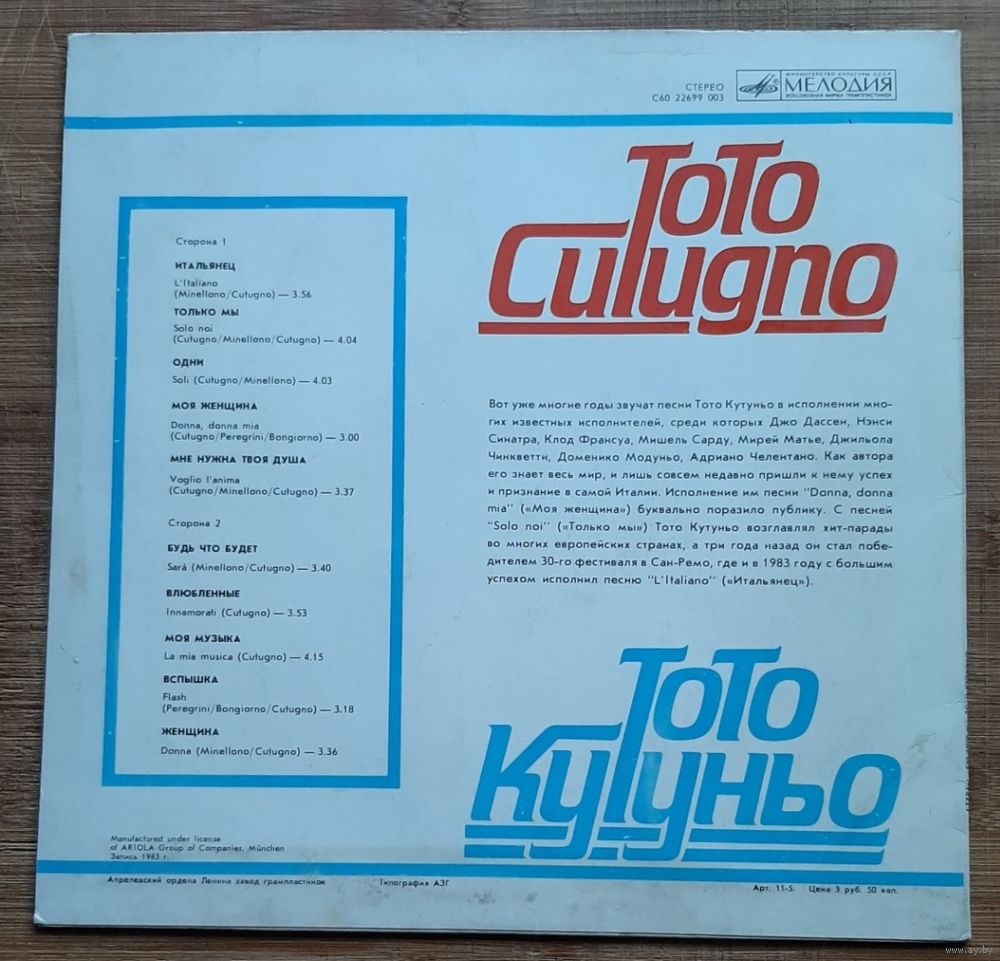 СТЕРЕО
С60 22699 003
МИНИСТЕРСТВО КУЛЬТУРЫ СССР
МЕЛОДИЯ
ВСЕСОЮЗНАЯ ФИРМА ГРАМПЛАСТИНОК
Toto
Cutugno
Сторона 1
ИТАЛЬЯНЕЦ
L'Italiano
(Minellono/Cutugno) — 3.56
ТОЛЬКО МЫ
Solo noi
(Cutugno/Minellono/Cutugno) — 4.04
ОДНИ
Soli (Cutugno/Minellono) — 4.03
МОЯ ЖЕНЩИНА
Donna, donna mia
(Cutugno/Peregrini/Bongiorno) — 3.00
МНЕ НУЖНА ТВОЯ ДУША
Voglio l'anima
(Cutugno/Minellono/Cutugno) — 3.37
Сторона 2
БУДЬ ЧТО БУДЕТ
Sarà (Minellono/Cutugno) — 3.40
ВЛЮБЛЕННЫЕ
Innamorati (Cutugno) — 3.53
МОЯ МУЗЫКА
La mia musica (Cutugno) — 4.15
ВСПЫШКА
Flash
(Peregrini/Bongiorno/Cutugno) — 3.18
ЖЕНЩИНА
Donna (Minellono/Cutugno) — 3.36
Вот уже многие годы звучат песни Тото Кутуньо в исполнении мно-
гих известных исполнителей, среди которых Джо Дассен, Нэнси
Синатра, Клод Франсуа, Мишель Сарду, Мирей Матье, Джильола
Чинкветти, Доменико Модуньо, Адриано Челентано. Как автора
его знает весь мир, и лишь совсем недавно пришли к нему успех
и признание в самой Италии. Исполнение им песни "Donna, donna
mia" («Моя женщина») буквально поразило публику. С песней
"Solo noi" («Только мы») Тото Кутуньо возглавлял хит-парады
во многих европейских странах, а три года назад он стал побе-
дителем 30-го фестиваля в Сан-Ремо, где и в 1983 году с большим
успехом исполнил песню "L'Italiano" («Итальянец»).
Тото
Кутуньо
Manufactored under license
of ARIOLA Group of Companies, München
Запись 1983 г.
Апрелевский ордена Ленина завод грампластинок
Типография АЗГ
Арт. 11-5. Цена 3 руб. 50 коп.
www.ay.by